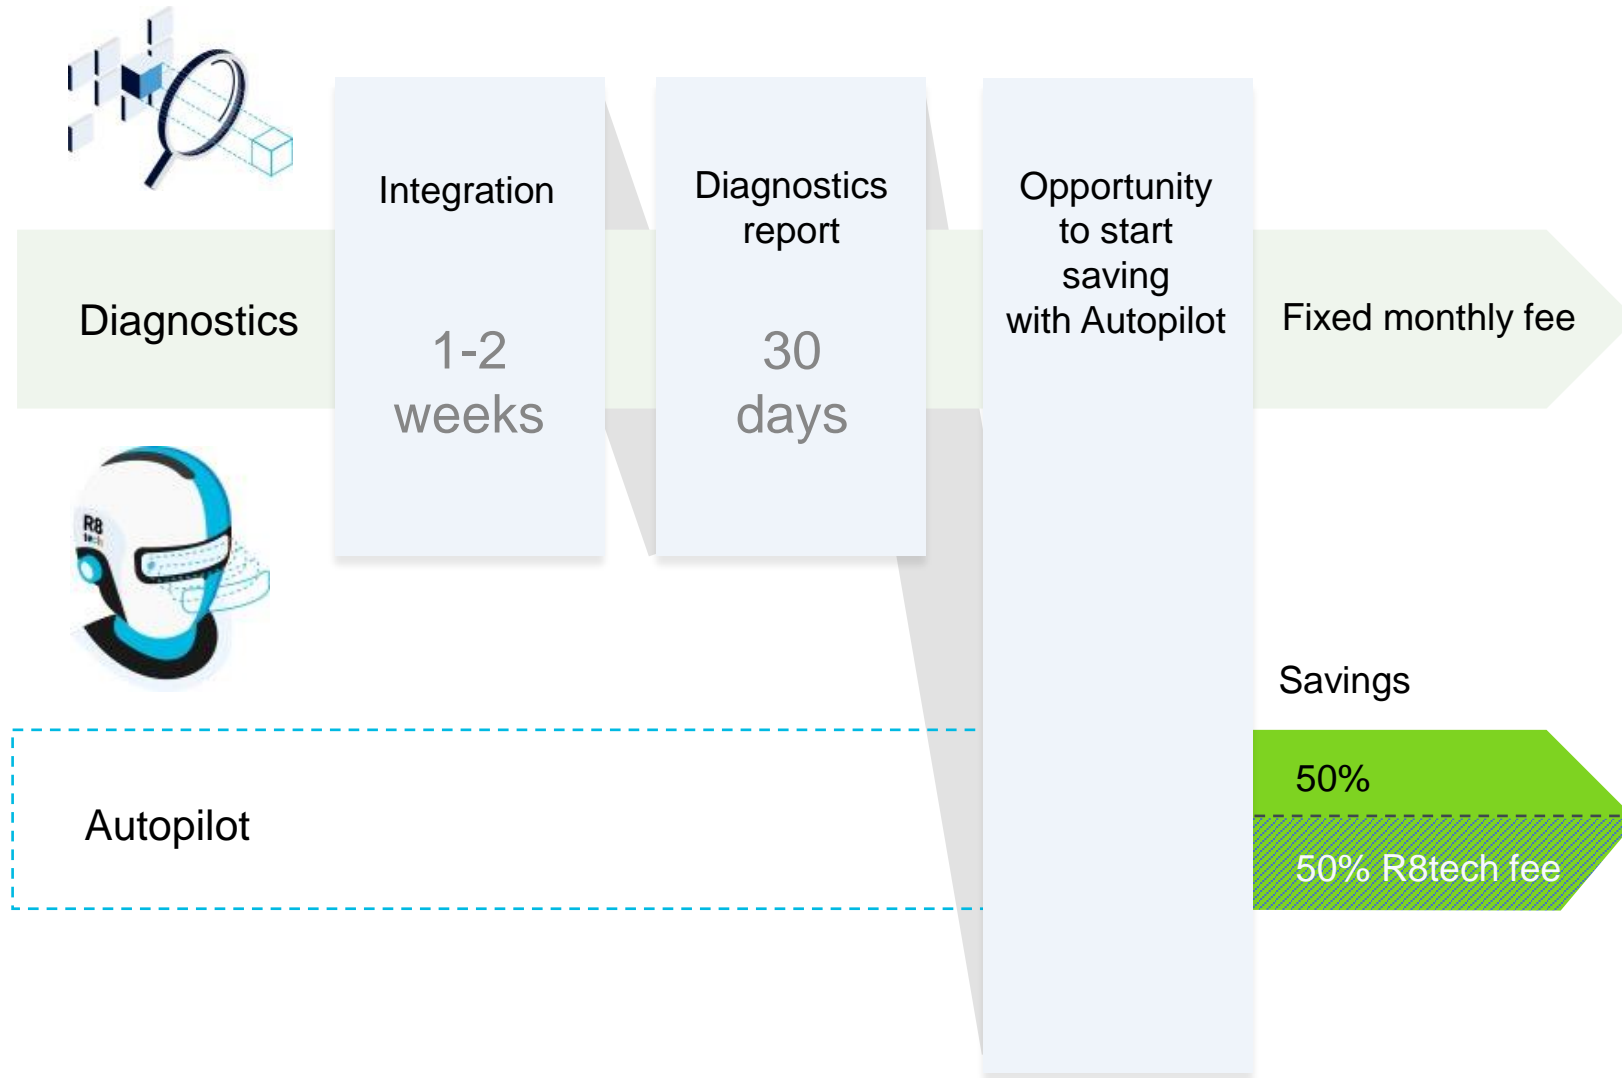 Integration
Diagnostics
report
Opportunity
to start
saving
with Autopilot
Diagnostics
1-2
weeks
30
days
Fixed monthly fee
R8
tech
Savings
50%
Autopilot
50% R8tech fee